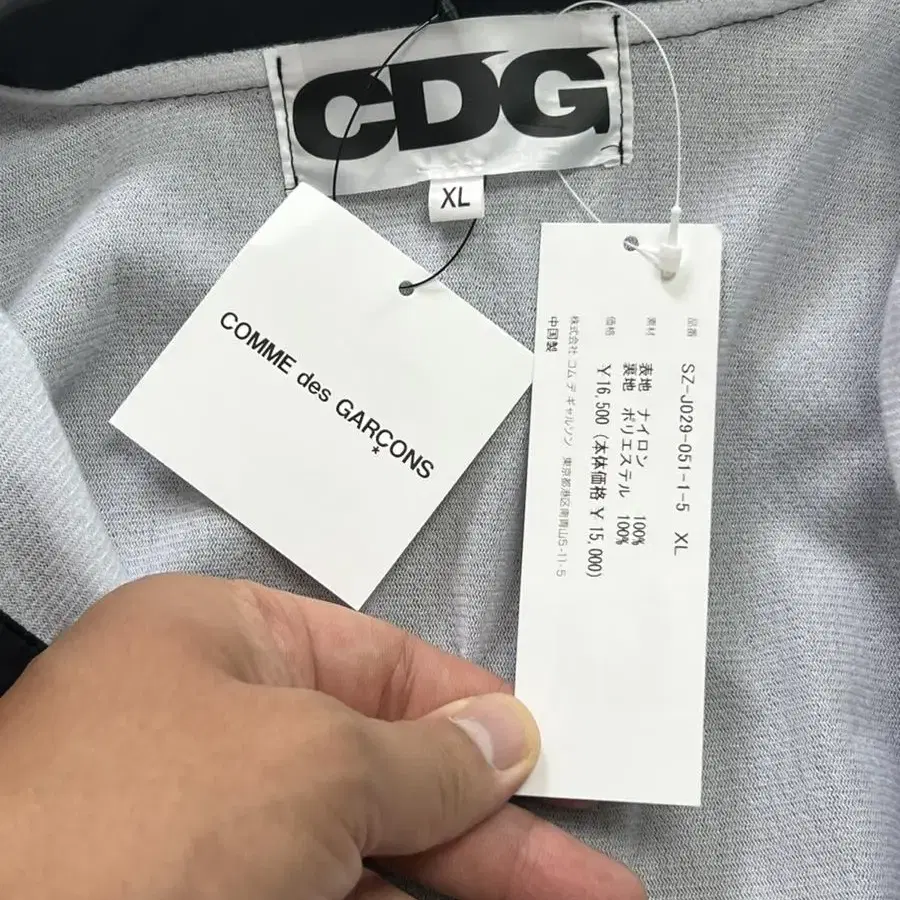 CDG
XL
COMME des GARÇONS
*
品番 SZ-J029-051-1-5 XL
素材 表地 ナイロン 100%
裏地 ポリエステル 100%
価格 ￥16,500 (本体価格 ￥15,000)
株式会社 コム デ ギャルソン 東京都港区南青山5-11-5
中国製